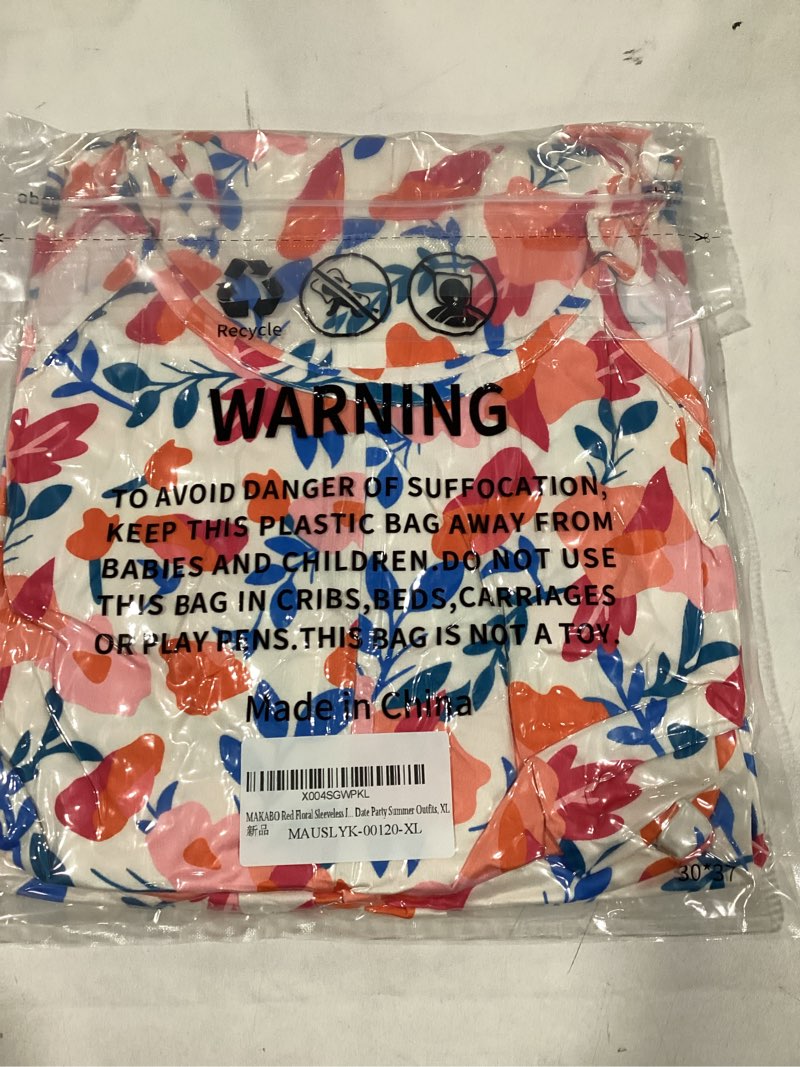 Recycle
WARNING
TO AVOID DANGER OF SUFFOCATION,
KEEP THIS PLASTIC BAG AWAY FROM
BABIES AND CHILDREN.DO NOT USE
THIS BAG IN CRIBS,BEDS,CARRIAGES
OR PLAY PENS.THIS BAG IS NOT A TOY.
Made in China
X004SGWPKL
MAKABO Red Floral Sleeveless J... Date Party Summer Outfits, XL
新品 MAUSLYK-00120-XL
30*37